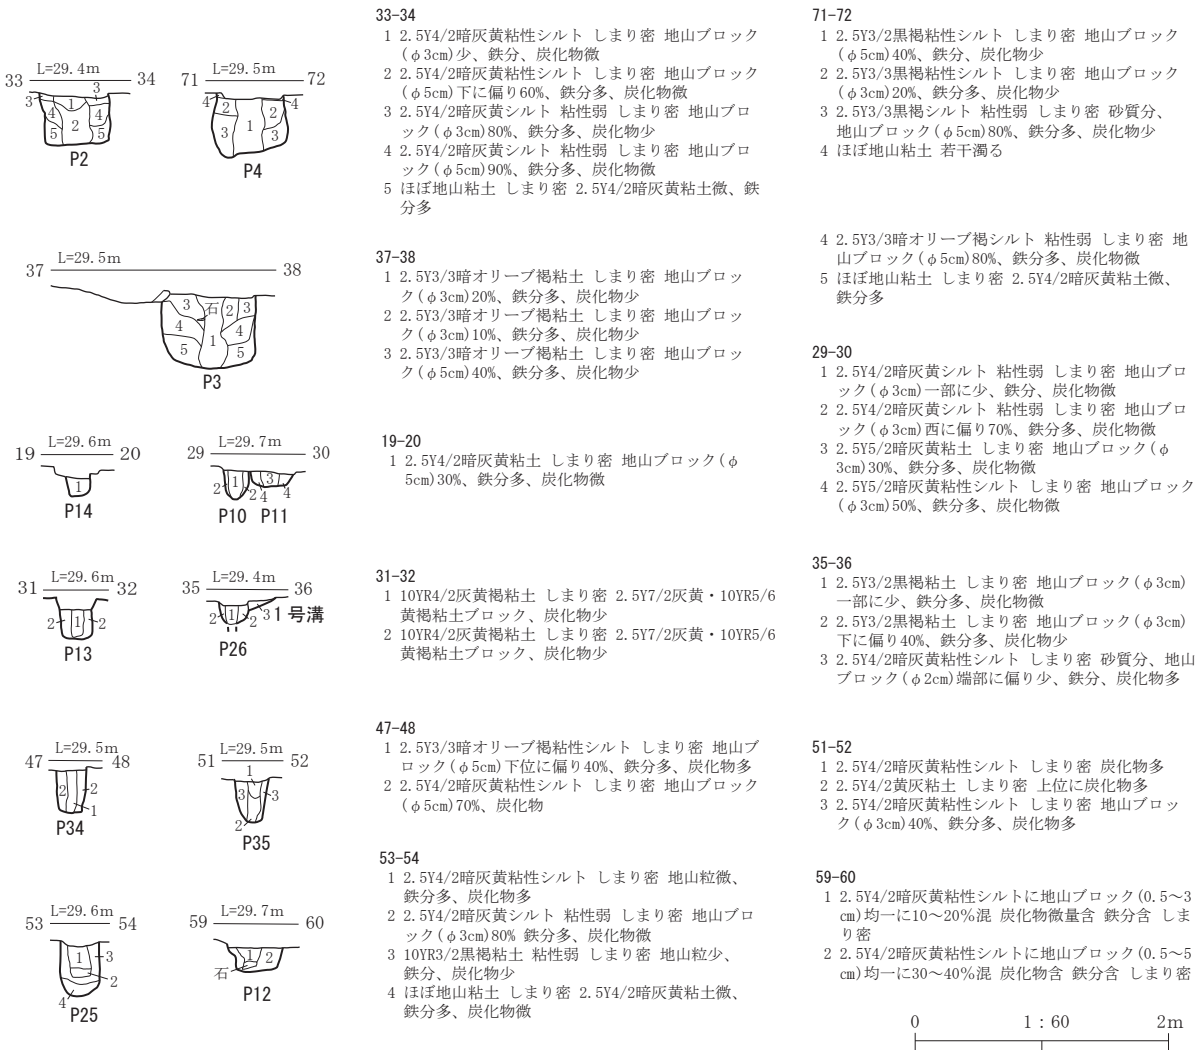 33 L=29.4m 34
3
3 1
4 2 4
5 5
P2
71 L=29.5m 72
4 4
2 1 2
3 3
P4
33-34
1 2.5Y4/2暗灰黄粘性シルト しまり密 地山ブロック
(φ3cm)少、鉄分、炭化物微
2 2.5Y4/2暗灰黄粘性シルト しまり密 地山ブロック
(φ5cm)下に偏り60%、鉄分多、炭化物微
3 2.5Y4/2暗灰黄シルト 粘性弱 しまり密 地山ブロ
ック(φ3cm)80%、鉄分多、炭化物少
4 2.5Y4/2暗灰黄シルト 粘性弱 しまり密 地山ブロ
ック(φ5cm)90%、鉄分多、炭化物微
5 ほぼ地山粘土 しまり密 2.5Y4/2暗灰黄粘土微、鉄
分多
71-72
1 2.5Y3/2黒褐粘性シルト しまり密 地山ブロック
(φ5cm)40%、鉄分、炭化物少
2 2.5Y3/3黒褐粘性シルト しまり密 地山ブロック
(φ3cm)20%、鉄分多、炭化物少
3 2.5Y3/3黒褐シルト 粘性弱 しまり密 砂質分、
地山ブロック(φ5cm)80%、鉄分多、炭化物少
4 ほぼ地山粘土 若干濁る
37 L=29.5m 38
3 石 2 3
4 1 4
5 5
P3
37-38
1 2.5Y3/3暗オリーブ褐粘土 しまり密 地山ブロッ
ク(φ3cm)20%、鉄分多、炭化物少
2 2.5Y3/3暗オリーブ褐粘土 しまり密 地山ブロッ
ク(φ3cm)10%、鉄分多、炭化物少
3 2.5Y3/3暗オリーブ褐粘土 しまり密 地山ブロッ
ク(φ5cm)40%、鉄分多、炭化物少
4 2.5Y3/3暗オリーブ褐シルト 粘性弱 しまり密 地
山ブロック(φ5cm)80%、鉄分多、炭化物微
5 ほぼ地山粘土 しまり密 2.5Y4/2暗灰黄粘土微、
鉄分多
19 L=29.6m 20
1
P14
29 L=29.7m 30
2 1 2 4 3 4
P10 P11
19-20
1 2.5Y4/2暗灰黄粘土 しまり密 地山ブロック(φ
5cm)30%、鉄分多、炭化物微
29-30
1 2.5Y4/2暗灰黄シルト 粘性弱 しまり密 地山ブロ
ック(φ3cm)一部に少、鉄分、炭化物微
2 2.5Y4/2暗灰黄シルト 粘性弱 しまり密 地山ブロ
ック(φ3cm)西に偏り70%、鉄分多、炭化物微
3 2.5Y5/2暗灰黄粘土 しまり密 地山ブロック(φ
3cm)30%、鉄分多、炭化物微
4 2.5Y5/2暗灰黄粘性シルト しまり密 地山ブロック
(φ3cm)50%、鉄分多、炭化物微
31 L=29.6m 32
2 1 2
P13
35 L=29.4m 36
2 1 2 3 1号溝
P26
31-32
1 10YR4/2灰黄褐粘土 しまり密 2.5Y7/2灰黄・10YR5/6
黄褐粘土ブロック、炭化物少
2 10YR4/2灰黄褐粘土 しまり密 2.5Y7/2灰黄・10YR5/6
黄褐粘土ブロック、炭化物少
35-36
1 2.5Y3/2黒褐粘土 しまり密 地山ブロック(φ3cm)
一部に少、鉄分多、炭化物微
2 2.5Y3/2黒褐粘土 しまり密 地山ブロック(φ3cm)
下に偏り40%、鉄分多、炭化物少
3 2.5Y4/2暗灰黄粘性シルト しまり密 砂質分、地山
ブロック(φ2cm)端部に偏り少、鉄分、炭化物多
47 L=29.5m 48
2 2
1
P34
51 L=29.5m 52
1
3 3
2
P35
47-48
1 2.5Y3/3暗オリーブ褐粘性シルト しまり密 地山ブ
ロック(φ5cm)下位に偏り40%、鉄分多、炭化物多
2 2.5Y4/2暗灰黄粘性シルト しまり密 地山ブロック
(φ5cm)70%、炭化物
51-52
1 2.5Y4/2暗灰黄粘性シルト しまり密 炭化物多
2 2.5Y4/2黄灰粘土 しまり密 上位に炭化物多
3 2.5Y4/2暗灰黄粘性シルト しまり密 地山ブロッ
ク(φ3cm)40%、鉄分多、炭化物多
53 L=29.6m 54
1 3
2
4
P25
59 L=29.7m 60
1 2
石
P12
53-54
1 2.5Y4/2暗灰黄粘性シルト しまり密 地山粒微、
鉄分多、炭化物多
2 2.5Y4/2暗灰黄シルト 粘性弱 しまり密 地山ブロ
ック(φ3cm)80% 鉄分多、炭化物微
3 10YR3/2黒褐粘土 粘性弱 しまり密 地山粒少、
鉄分、炭化物少
4 ほぼ地山粘土 しまり密 2.5Y4/2暗灰黄粘土微、
鉄分多、炭化物微
59-60
1 2.5Y4/2暗灰黄粘性シルトに地山ブロック(0.5～3
cm)均一に10～20%混 炭化物微量含 鉄分含 しま
り密
2 2.5Y4/2暗灰黄粘性シルトに地山ブロック(0.5～5
cm)均一に30～40%混 炭化物含 鉄分含 しまり密
0 1：60 2m